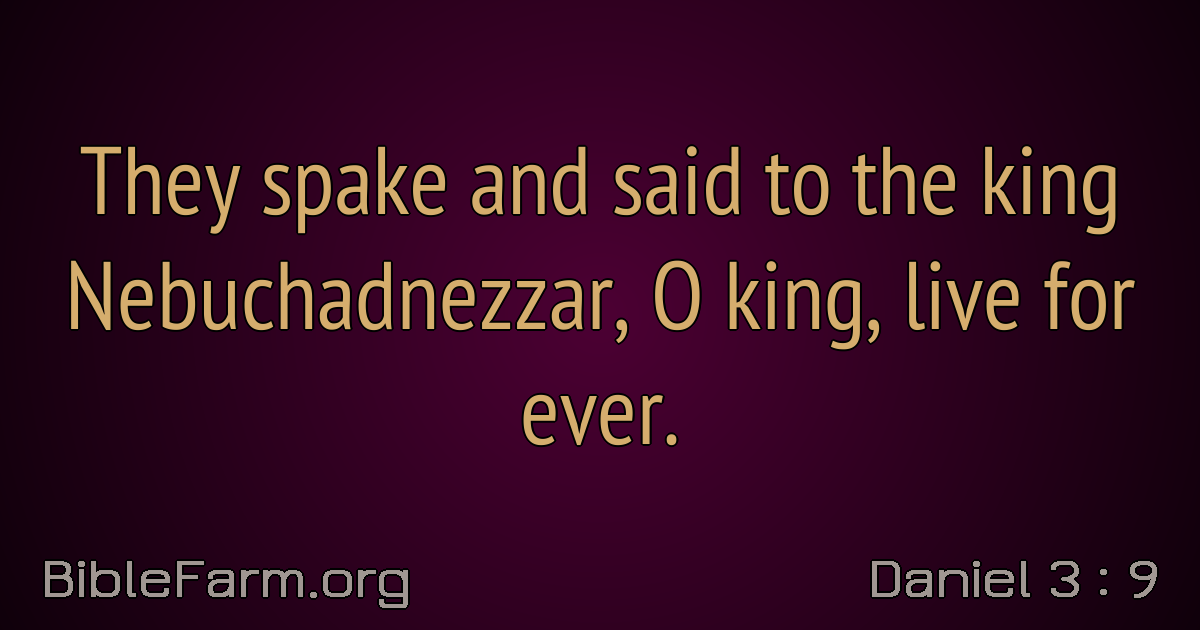 They spake and said to the king
Nebuchadnezzar, O king, live for
ever.
BibleFarm.org
Daniel 3 : 9